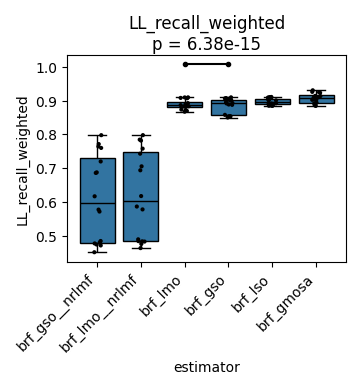 LL_recall_weighted
p = 6.38e-15
LL_recall_weighted
1.0
0.9
0.8
0.7
0.6
0.5
brf_gso__nrlmf
brf_lmo__nrlmf
brf_lmo
brf_gso
brf_lso
brf_gmosa
estimator